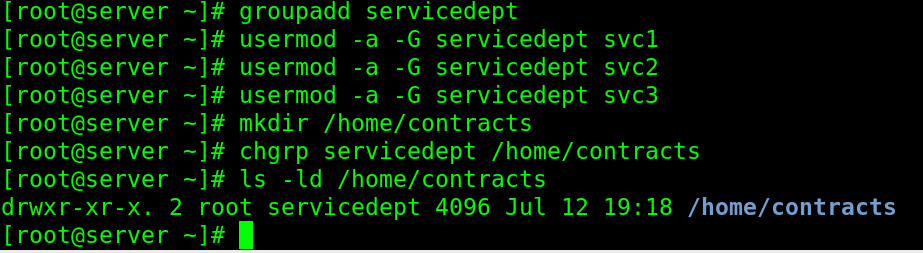 [root@server ~]# groupadd servicedept
[root@server ~]# usermod -a -G servicedept svc1
[root@server ~]# usermod -a -G servicedept svc2
[root@server ~]# usermod -a -G servicedept svc3
[root@server ~]# mkdir /home/contracts
[root@server ~]# chgrp servicedept /home/contracts
[root@server ~]# ls -ld /home/contracts
drwxr-xr-x. 2 root servicedept 4096 Jul 12 19:18 /home/contracts
[root@server ~]#